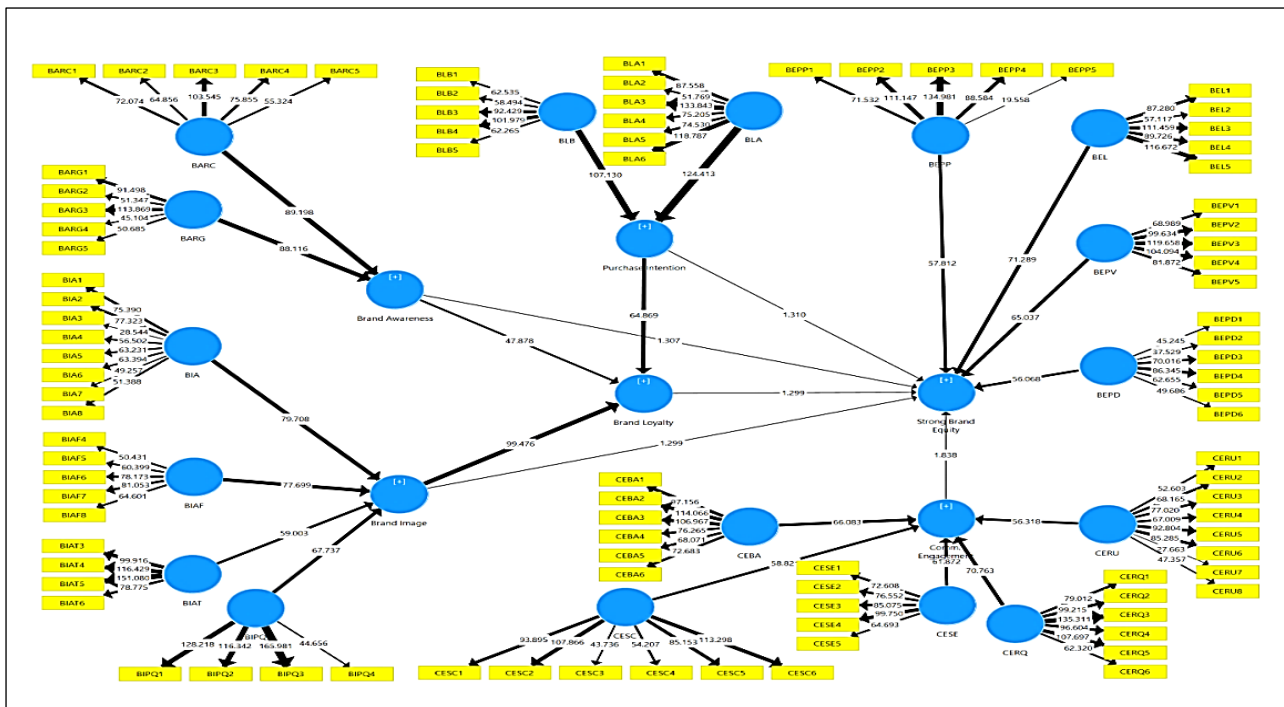 BARC1 BARC2 BARC3 BARC4 BARC5
72.074 64.856 103.545 75.855 55.324
BARC
BLB1
BLB2
BLB3
BLB4
BLB5
62.535
58.494
92.429
101.979
62.265
BLB
BLA1
BLA2
BLA3
BLA4
BLA5
BLA6
87.558
51.769
133.843
75.205
74.530
118.787
BLA
BEPP1 BEPP2 BEPP3 BEPP4 BEPP5
71.532 111.147 134.981 88.584 19.558
BEPP
BEL
87.280
57.117
111.459
89.726
116.672
BEL1
BEL2
BEL3
BEL4
BEL5
BARG1
BARG2
BARG3
BARG4
BARG5
91.498
51.347
113.869
45.104
50.685
BARG
89.198
88.116
107.130
124.413
[+]
Purchase Intention
57.812
71.289
BEPV
68.989
99.634
119.658
104.094
81.872
BEPV1
BEPV2
BEPV3
BEPV4
BEPV5
65.037
[+]
Brand Awareness
64.869
1.310
47.878
1.307
BIA1
BIA2
BIA3
BIA4
BIA5
BIA6
BIA7
BIA8
75.390
77.323
28.544
56.502
63.231
63.394
49.257
51.388
BIA
79.708
[+]
Brand Loyalty
1.299
56.068
[+]
Strong Brand
Equity
BEPD
45.245
37.529
70.016
86.345
62.655
49.686
BEPD1
BEPD2
BEPD3
BEPD4
BEPD5
BEPD6
99.476
1.299
1.838
BIAF4
BIAF5
BIAF6
BIAF7
BIAF8
50.431
60.399
78.173
81.053
64.601
BIAF
77.699
[+]
Brand Image
59.003
67.737
BIAT3
BIAT4
BIAT5
BIAT6
99.916
116.429
151.080
78.775
BIAT
BIPQ
128.218 116.342 165.981 44.656
BIPQ1 BIPQ2 BIPQ3 BIPQ4
CEBA1
CEBA2
CEBA3
CEBA4
CEBA5
CEBA6
114.066
106.967
76.265
68.071
72.683
CEBA
66.083
[+]
Comm.
Engagement
61.872
56.318
70.763
CERU
52.603
68.165
77.020
67.009
92.804
85.285
27.663
47.357
CERU1
CERU2
CERU3
CERU4
CERU5
CERU6
CERU7
CERU8
CESC
93.895 107.866 43.736 54.207 85.153 113.298
CESC1 CESC2 CESC3 CESC4 CESC5 CESC6
CESE1
CESE2
CESE3
CESE4
CESE5
72.608
76.552
85.075
99.750
64.693
CESE
CERQ
79.012
99.215
135.311
96.604
107.697
62.320
CERQ1
CERQ2
CERQ3
CERQ4
CERQ5
CERQ6